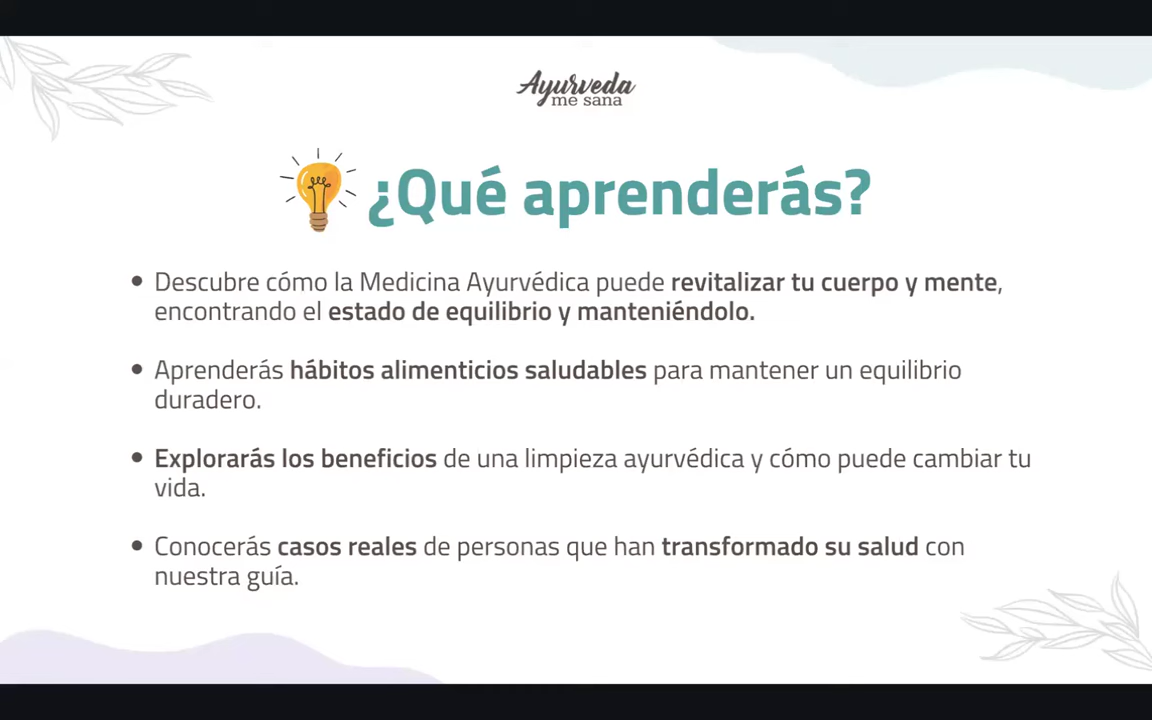 Ayurveda
me sana
¿Qué aprenderás?
• Descubre cómo la Medicina Ayurvédica puede revitalizar tu cuerpo y mente,
encontrando el estado de equilibrio y manteniéndolo.
• Aprenderás hábitos alimenticios saludables para mantener un equilibrio
duradero.
• Explorarás los beneficios de una limpieza ayurvédica y cómo puede cambiar tu
vida.
• Conocerás casos reales de personas que han transformado su salud con
nuestra guía.